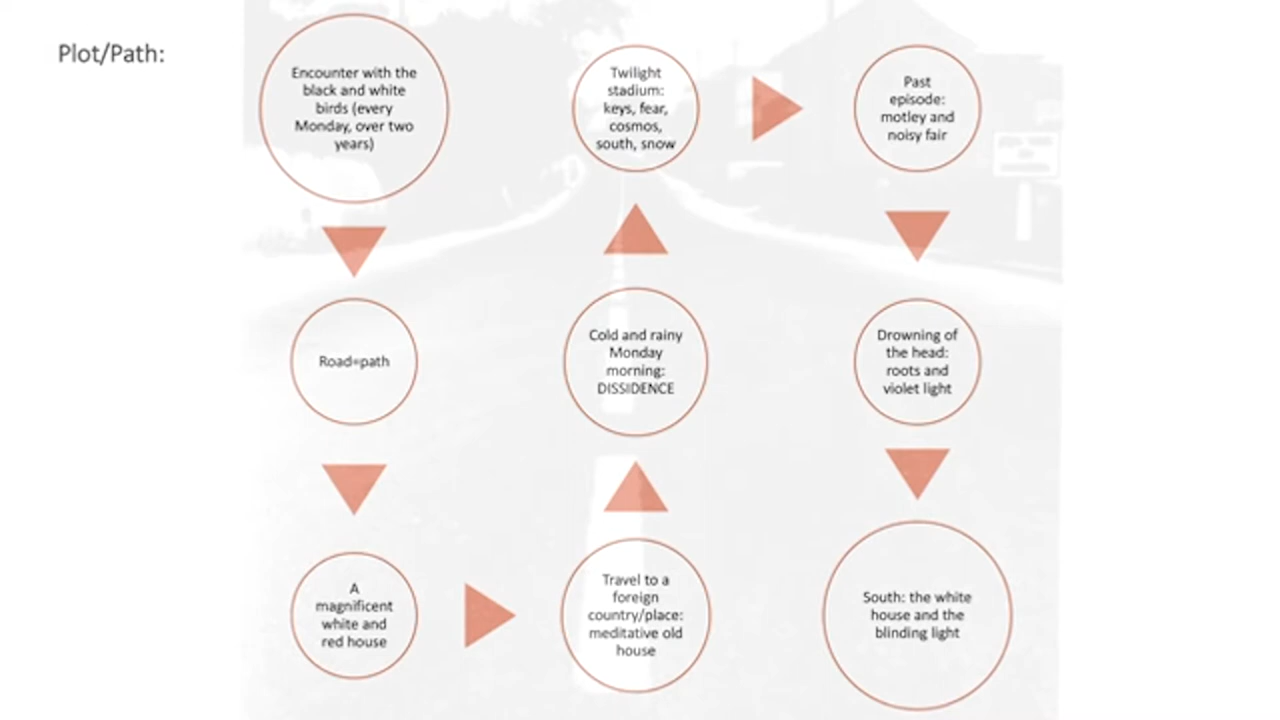 Plot/Path:
Encounter with the
black and white
birds (every
Monday, over two
years)
Road=path
A
magnificent
white and
red house
Travel to a
foreign
country/place:
meditative old
house
Cold and rainy
Monday
morning:
DISSIDENCE
Twilight
stadium:
keys, fear,
cosmos,
south, snow
Past
episode:
motley and
noisy fair
Drowning of
the head:
roots and
violet light
South: the white
house and the
blinding light